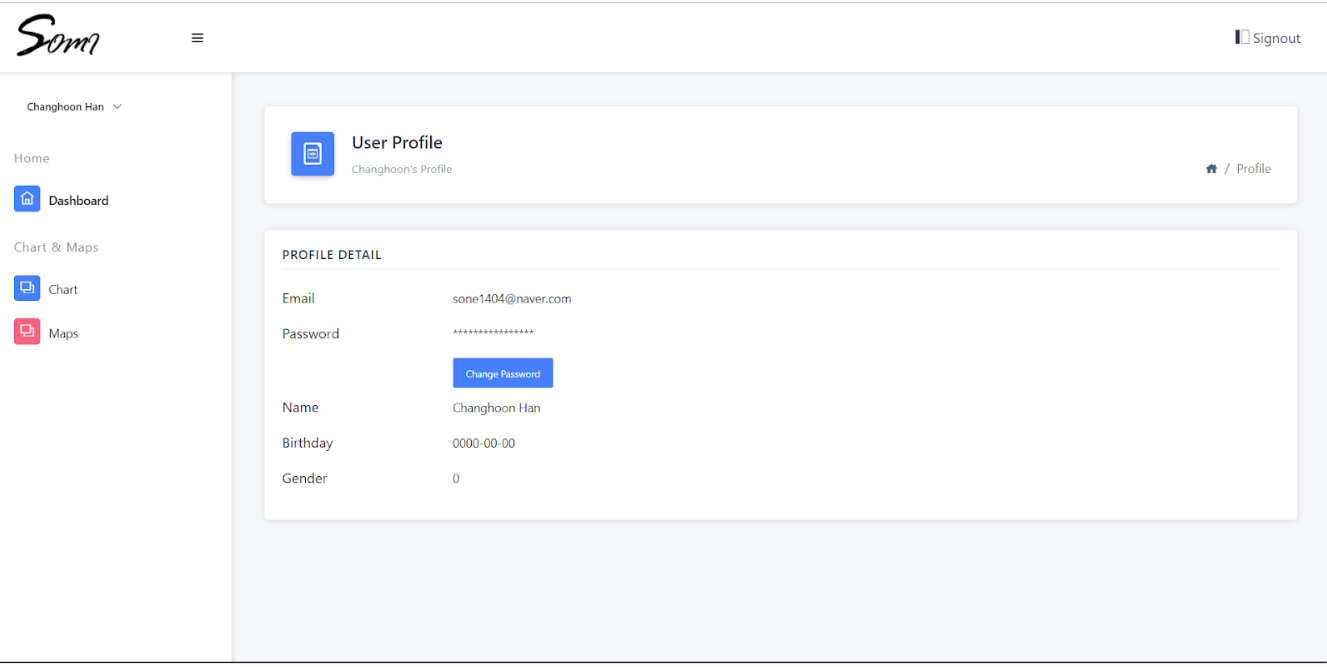 Somi
Signout
Changhoon Han
Home
Dashboard
Chart & Maps
Chart
Maps
User Profile
Changhoon's Profile
/ Profile
PROFILE DETAIL
Email sone1404@naver.com
Password ****************
Change Password
Name Changhoon Han
Birthday 0000-00-00
Gender 0